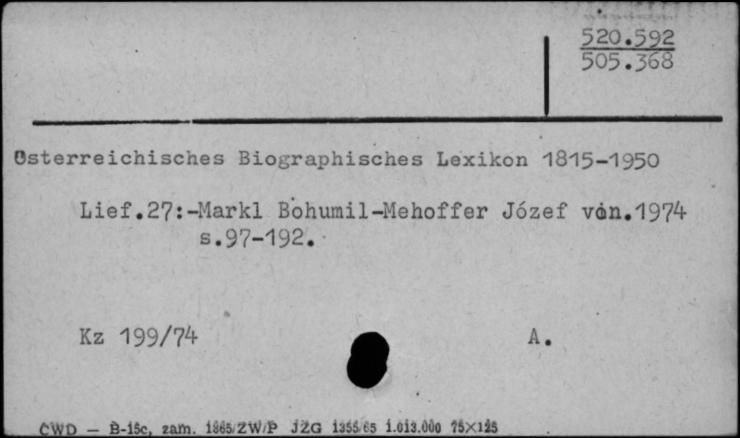 520.592
505.368
Österreichisches Biographisches Lexikon 1815-1950
Lief.27:-Markl Bohumil-Mehoffer Józef von.1974
s.97-192.
Kz 199/74
A.
CWD — B-15c, zam. 1865/ZW/P JZG 1355/65 1.013.000 75×125